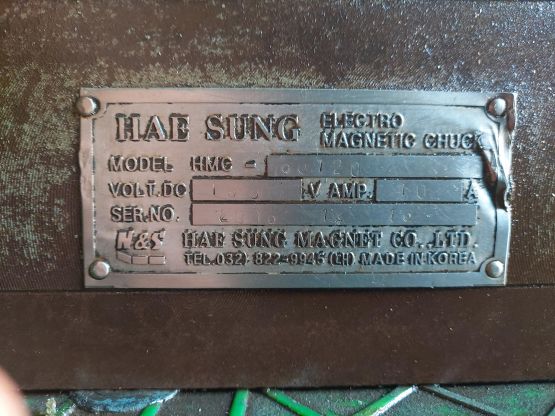 HAE SUNG ELECTRO
MAGNETIC CHUCK
MODEL HMC -
VOLT. DC V AMP. A
SER.NO.
N&S HAE SUNG MAGNET CO.,LTD.
TEL.032) 822-9945 (LH) MADE IN KOREA